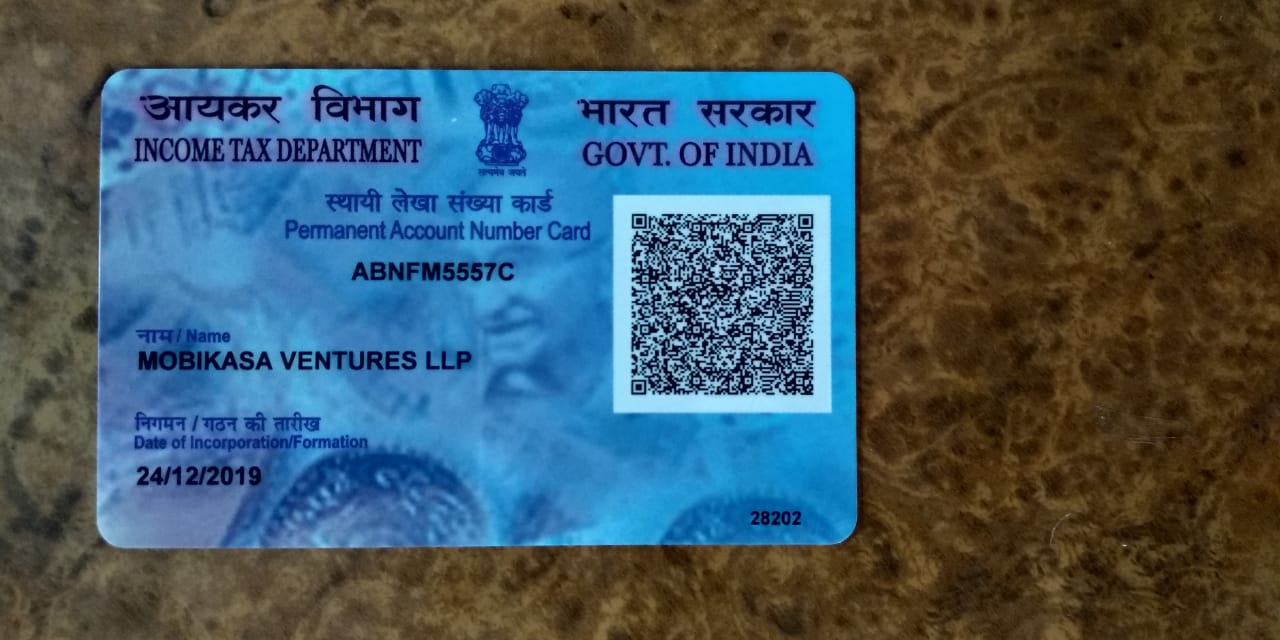 आयकर विभाग
INCOME TAX DEPARTMENT
सत्यमेव जयते
भारत सरकार
GOVT. OF INDIA
स्थायी लेखा संख्या कार्ड
Permanent Account Number Card
ABNFM5557C
नाम / Name
MOBIKASA VENTURES LLP
निगमन / गठन की तारीख
Date of Incorporation/Formation
24/12/2019
28202